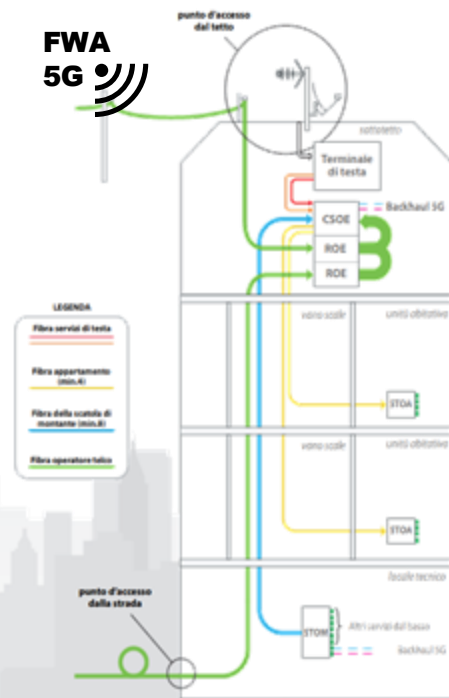 punto d'accesso
dal tetto
FWA
5G
sottotetto
Terminale
di testa
CSOE
Backhaul 5G
ROE
ROE
LEGENDA
Fibra servizi di testa
Fibra appartamento
(min.4)
Fibra della scatola di
montante (min.8)
Fibra operatore telco
vano scale
unità abitativa
STOA
vano scale
unità abitativa
STOA
locale tecnico
punto d'accesso
dalla strada
STOM
Altri servizi dal basso
Backhaul 5G